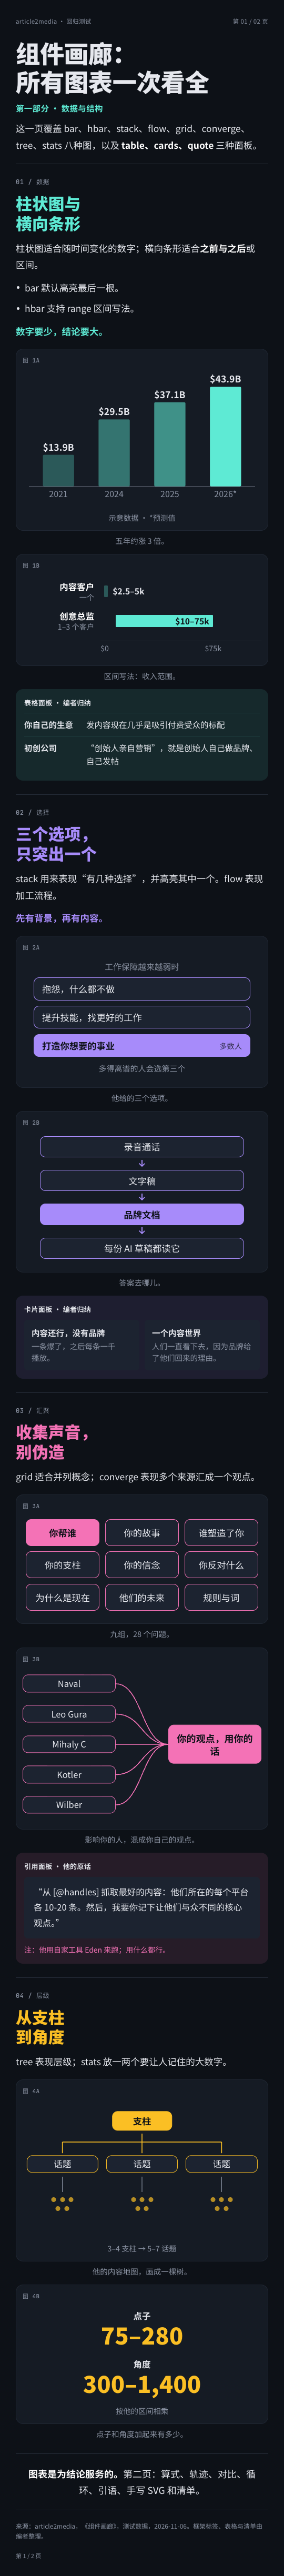 article2media · 回归测试
第 01 / 02 页
组件画廊：
所有图表一次看全
第一部分 · 数据与结构
这一页覆盖 bar、hbar、stack、flow、grid、converge、
tree、stats 八种图，以及 table、cards、quote 三种面板。
01 / 数据
柱状图与
横向条形
柱状图适合随时间变化的数字；横向条形适合之前与之后或
区间。
• bar 默认高亮最后一根。
• hbar 支持 range 区间写法。
数字要少，结论要大。
图 1A
$13.9B
$29.5B
$37.1B
$43.9B
2021
2024
2025
2026*
示意数据 · *预测值
五年约涨 3 倍。
图 1B
内容客户
一个
$2.5–5k
创意总监
1–3 个客户
$10–75k
$0
$75k
区间写法：收入范围。
表格面板 · 编者归纳
你自己的生意
发内容现在几乎是吸引付费受众的标配
初创公司
“创始人亲自营销”，就是创始人自己做品牌、
自己发帖
02 / 选择
三个选项，
只突出一个
stack 用来表现“有几种选择”，并高亮其中一个。flow 表现
加工流程。
先有背景，再有内容。
图 2A
工作保障越来越弱时
抱怨，什么都不做
提升技能，找更好的工作
打造你想要的事业
多数人
多得离谱的人会选第三个
他给的三个选项。
图 2B
录音通话
文字稿
品牌文档
每份 AI 草稿都读它
答案去哪儿。
卡片面板 · 编者归纳
内容还行，没有品牌
一条爆了，之后每条一千
播放。
一个内容世界
人们一直看下去，因为品牌给
了他们回来的理由。
03 / 汇聚
收集声音，
别伪造
grid 适合并列概念；converge 表现多个来源汇成一个观点。
图 3A
你帮谁
你的故事
谁塑造了你
你的支柱
你的信念
你反对什么
为什么是现在
他们的未来
规则与词
九组，28 个问题。
图 3B
Naval
Leo Gura
Mihaly C
Kotler
Wilber
你的观点，用你的
话
影响你的人，混成你自己的观点。
引用面板 · 他的原话
“从 [@handles] 抓取最好的内容：他们所在的每个平台
各 10-20 条。然后，我要你记下让他们与众不同的核心
观点。”
注：他用自家工具 Eden 来跑；用什么都行。
04 / 层级
从支柱
到角度
tree 表现层级；stats 放一两个要让人记住的大数字。
图 4A
支柱
话题
话题
话题
3–4 支柱 → 5–7 话题
他的内容地图，画成一棵树。
图 4B
点子
75–280
角度
300–1,400
按他的区间相乘
点子和角度加起来有多少。
图表是为结论服务的。第二页：算式、轨迹、对比、循
环、引语、手写 SVG 和清单。
来源：article2media，《组件画廊》，测试数据，2026-11-06。框架标签、表格与清单由
编者整理。
第 1 / 2 页